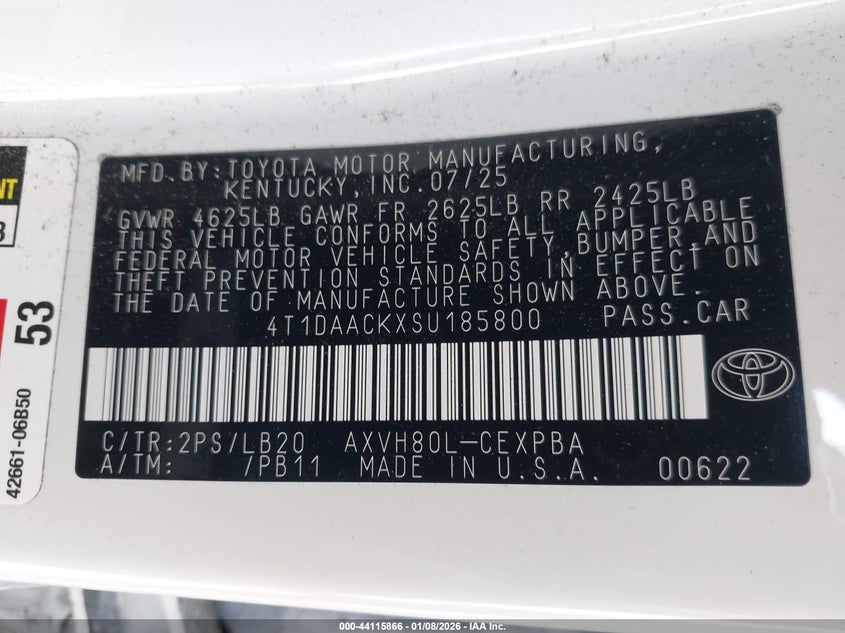 MFD. BY: TOYOTA MOTOR MANUFACTURING,
KENTUCKY, INC. 07/25
GVWR 4625LB GAWR FR 2625LB RR 2425LB
THIS VEHICLE CONFORMS TO ALL APPLICABLE
FEDERAL MOTOR VEHICLE SAFETY, BUMPER, AND
THEFT PREVENTION STANDARDS IN EFFECT ON
THE DATE OF MANUFACTURE SHOWN ABOVE.
4T1DAACKXSU185800 PASS. CAR
C/TR: 2PS/LB20 AXVH80L-CEXPBA
A/TM: /PB11 MADE IN U.S.A. 00622
53
42661-06B50
000-44115866 | 01/08/2026 - IAA Inc.